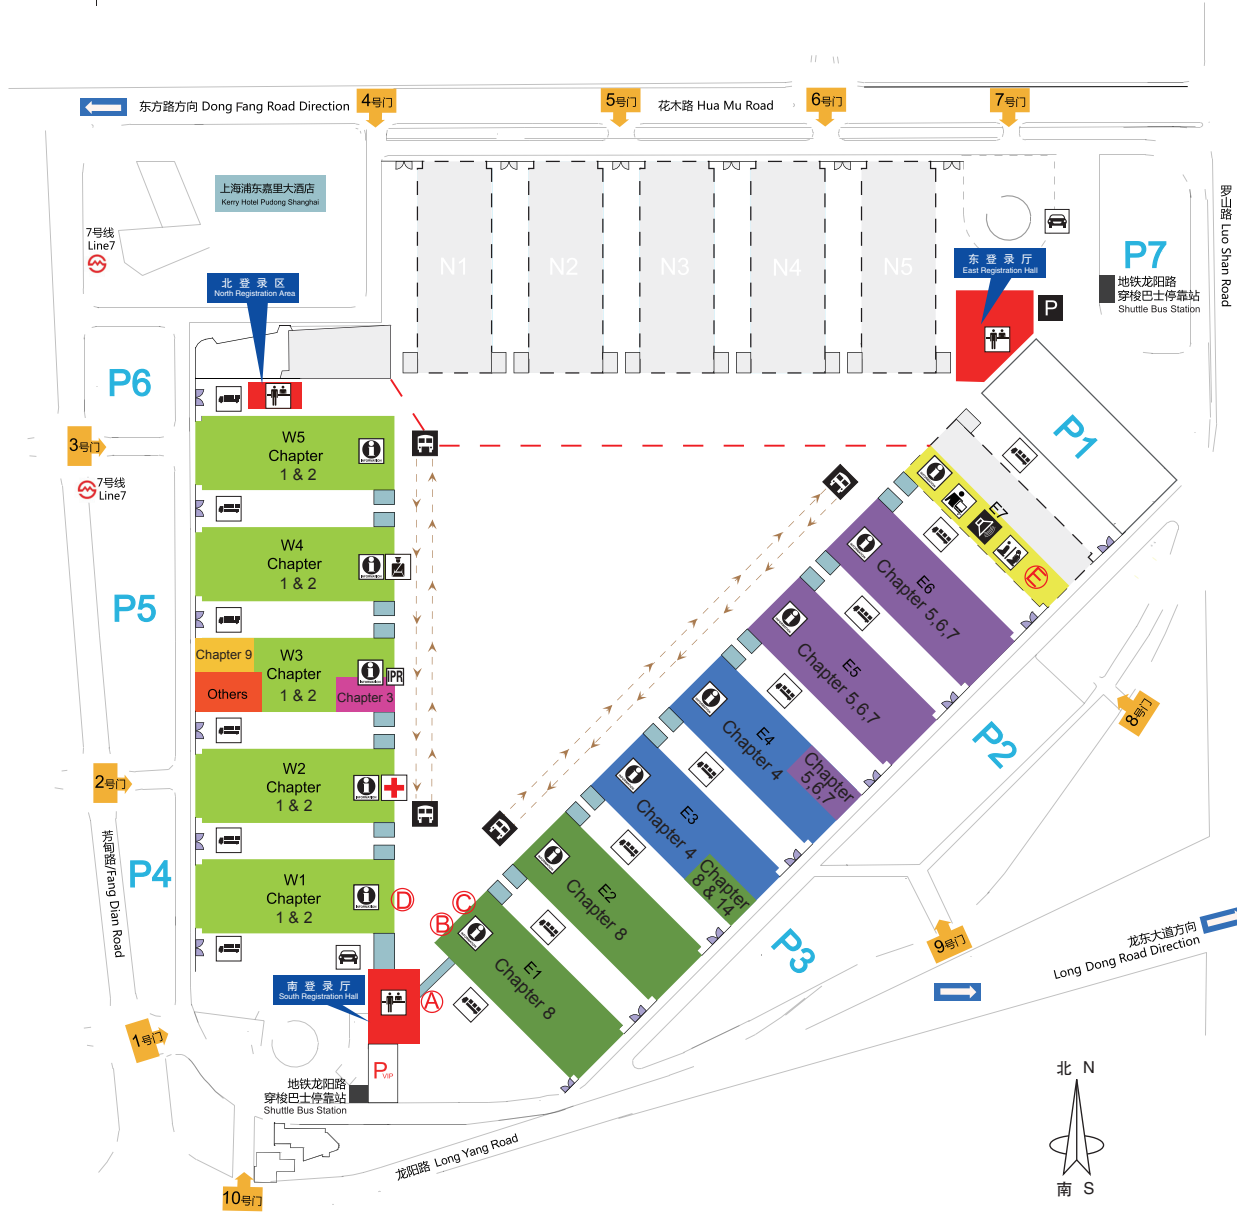 东方路方向 Dong Fang Road Direction
4号门
5号门
花木路 Hua Mu Road
6号门
7号门
上海浦东嘉里大酒店
Kerry Hotel Pudong Shanghai
7号线
Line7
罗山路 Luo Shan Road
N1
N2
N3
N4
N5
东登录厅
East Registration Hall
P7
地铁龙阳路
穿梭巴士停靠站
Shuttle Bus Station
北登录区
North Registration Area
P
P6
P1
3号门
7号线
Line7
W5
Chapter
1 & 2
INFORMATION
E7
E
W4
Chapter
1 & 2
INFORMATION
E6
Chapter 5,6,7
P5
Chapter 9
W3
Chapter
1 & 2
Others
Chapter 3
INFORMATION
IPR
E5
Chapter 5,6,7
E4
Chapter 4
Chapter
5,6,7
P2
8号门
2号门
W2
Chapter
1 & 2
INFORMATION
E3
Chapter 4
Chapter
8 & 14
芳甸路/Fang Dian Road
P4
W1
Chapter
1 & 2
INFORMATION
D
C
B
E2
Chapter 8
E1
Chapter 8
P3
9号门
龙东大道方向
Long Dong Road Direction
南登录厅
South Registration Hall
A
1号门
P
VIP
地铁龙阳路
穿梭巴士停靠站
Shuttle Bus Station
龙阳路 Long Yang Road
10号门
北 N
南 S